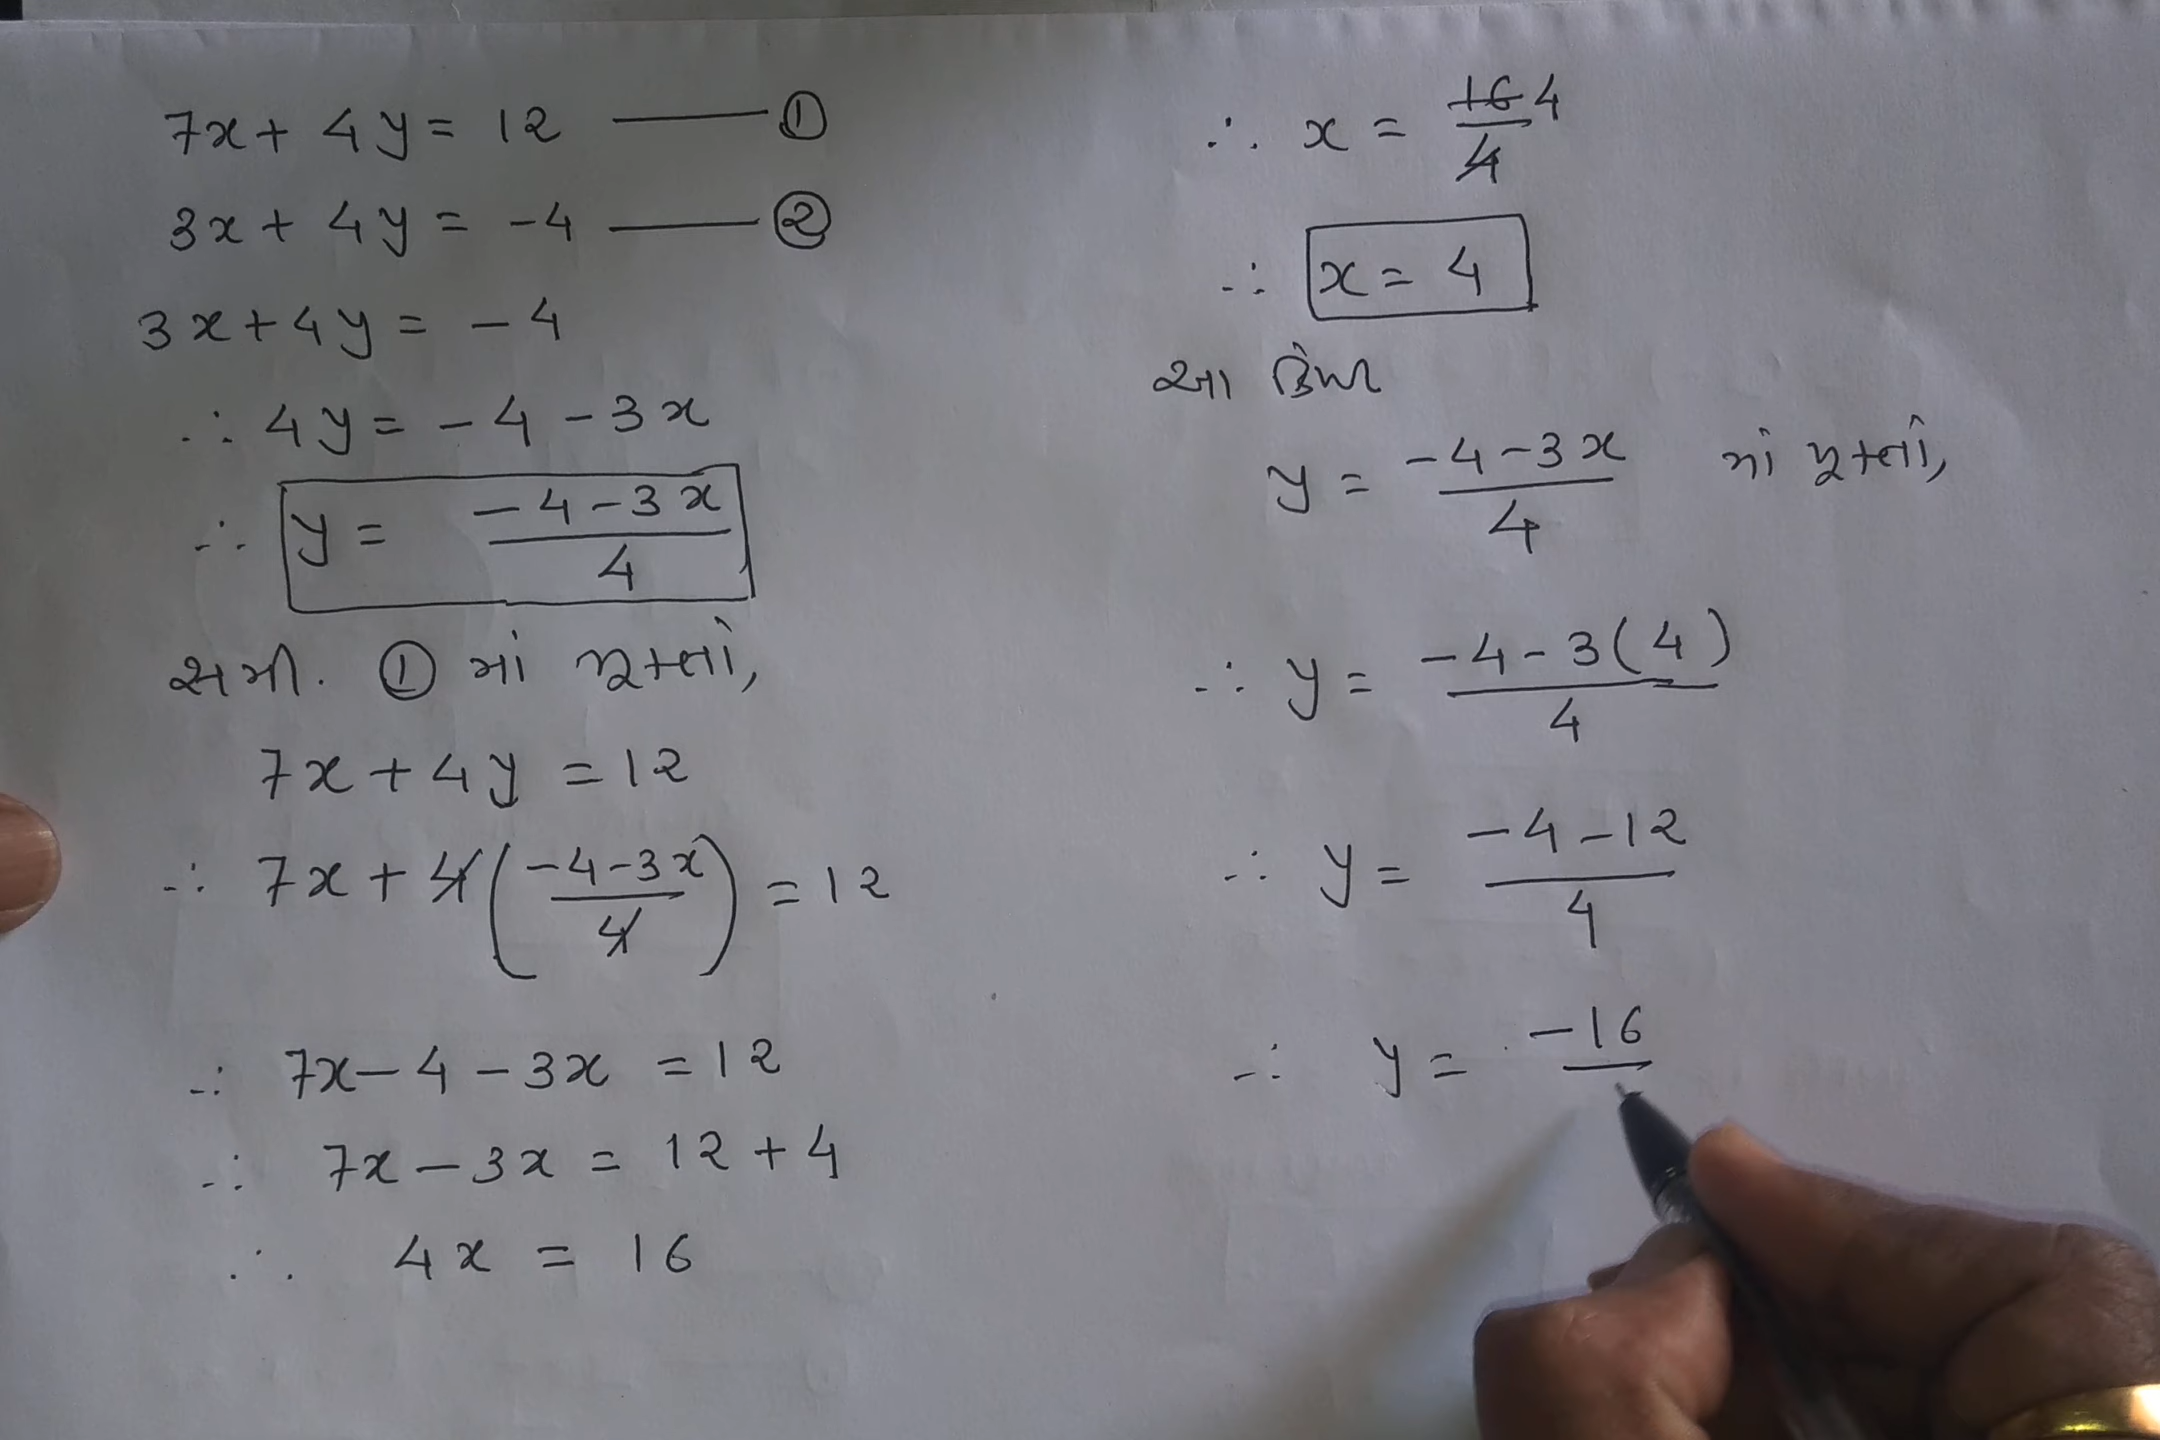 7x + 4y = 12 —— ①
3x + 4y = -4 —— ②
3x + 4y = -4
∴ 4y = -4 - 3x
∴ y = (-4 - 3x)/4
સમી. ① માં મૂકતાં,
7x + 4y = 12
∴ 7x + 4((-4 - 3x)/4) = 12
∴ 7x - 4 - 3x = 12
∴ 7x - 3x = 12 + 4
∴ 4x = 16
∴ x = 16/4 4
∴ x = 4
આ કિંમત
y = (-4 - 3x)/4 માં મૂકતાં,
∴ y = (-4 - 3(4))/4
∴ y = (-4 - 12)/4
∴ y = -16/